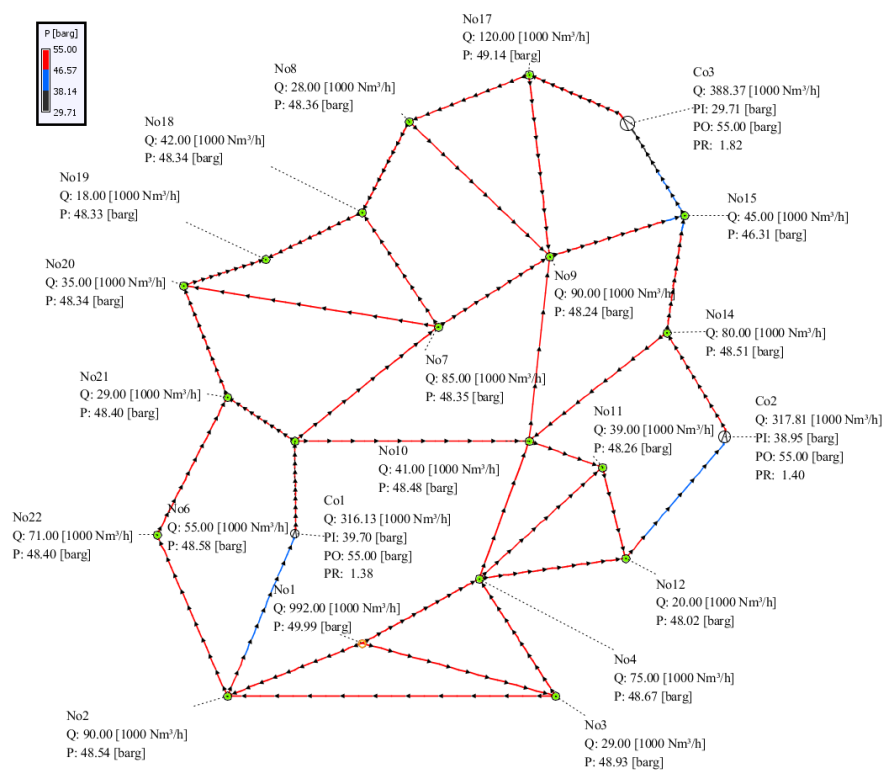 P [barg]
55.00
46.57
38.14
29.71
No17
Q: 120.00 [1000 Nm³/h]
P: 49.14 [barg]
No8
Q: 28.00 [1000 Nm³/h]
P: 48.36 [barg]
Co3
Q: 388.37 [1000 Nm³/h]
PI: 29.71 [barg]
PO: 55.00 [barg]
PR: 1.82
No18
Q: 42.00 [1000 Nm³/h]
P: 48.34 [barg]
No19
Q: 18.00 [1000 Nm³/h]
P: 48.33 [barg]
No15
Q: 45.00 [1000 Nm³/h]
P: 46.31 [barg]
No20
Q: 35.00 [1000 Nm³/h]
P: 48.34 [barg]
No9
Q: 90.00 [1000 Nm³/h]
P: 48.24 [barg]
No14
Q: 80.00 [1000 Nm³/h]
P: 48.51 [barg]
No7
Q: 85.00 [1000 Nm³/h]
P: 48.35 [barg]
No21
Q: 29.00 [1000 Nm³/h]
P: 48.40 [barg]
Co2
Q: 317.81 [1000 Nm³/h]
PI: 38.95 [barg]
PO: 55.00 [barg]
PR: 1.40
No11
Q: 39.00 [1000 Nm³/h]
P: 48.26 [barg]
No10
Q: 41.00 [1000 Nm³/h]
P: 48.48 [barg]
No6
Q: 55.00 [1000 Nm³/h]
P: 48.58 [barg]
Co1
Q: 316.13 [1000 Nm³/h]
PI: 39.70 [barg]
PO: 55.00 [barg]
PR: 1.38
No22
Q: 71.00 [1000 Nm³/h]
P: 48.40 [barg]
No1
Q: 992.00 [1000 Nm³/h]
P: 49.99 [barg]
No12
Q: 20.00 [1000 Nm³/h]
P: 48.02 [barg]
No4
Q: 75.00 [1000 Nm³/h]
P: 48.67 [barg]
No2
Q: 90.00 [1000 Nm³/h]
P: 48.54 [barg]
No3
Q: 29.00 [1000 Nm³/h]
P: 48.93 [barg]